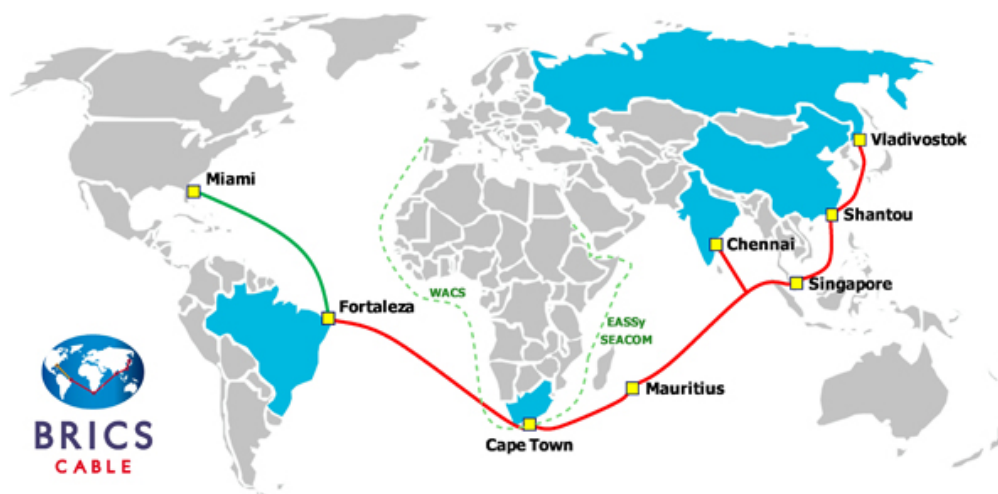 Miami
Vladivostok
Shantou
Chennai
Singapore
WACS
Fortaleza
EASSy
SEACOM
Mauritius
Cape Town
BRICS
CABLE